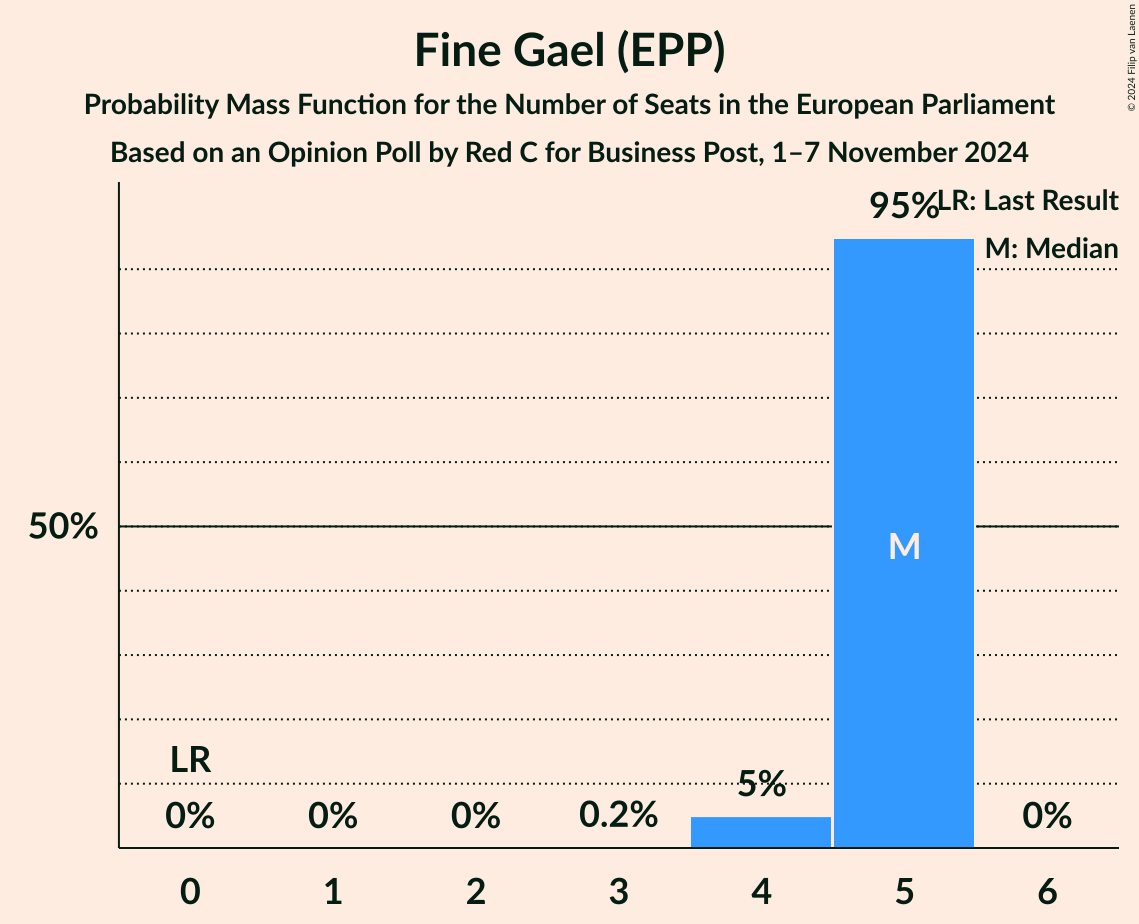 Fine Gael (EPP)
Probability Mass Function for the Number of Seats in the European Parliament
Based on an Opinion Poll by Red C for Business Post, 1–7 November 2024
© 2024 Filip van Laenen
95%
LR: Last Result
M: Median
50%
M
LR
0%
0%
0%
0.2%
5%
0%
0
1
2
3
4
5
6